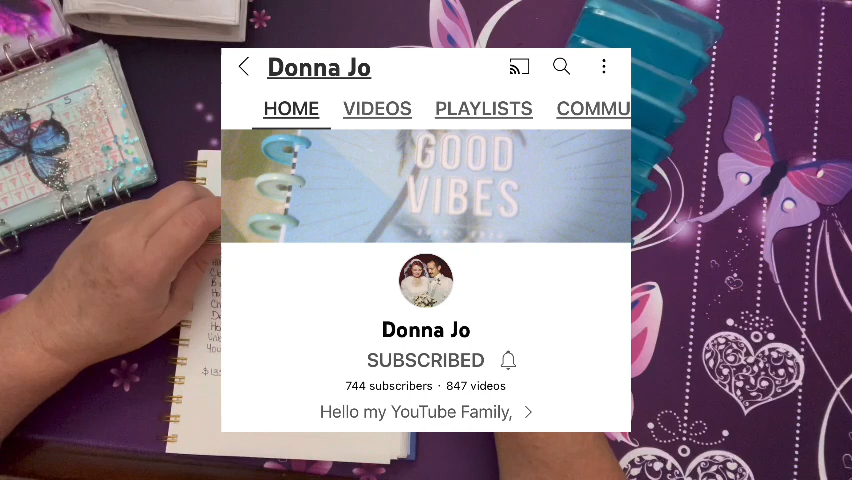 Donna Jo
HOME VIDEOS PLAYLISTS COMMU
GOOD
VIBES
Donna Jo
SUBSCRIBED
744 subscribers · 847 videos
Hello my YouTube Family,